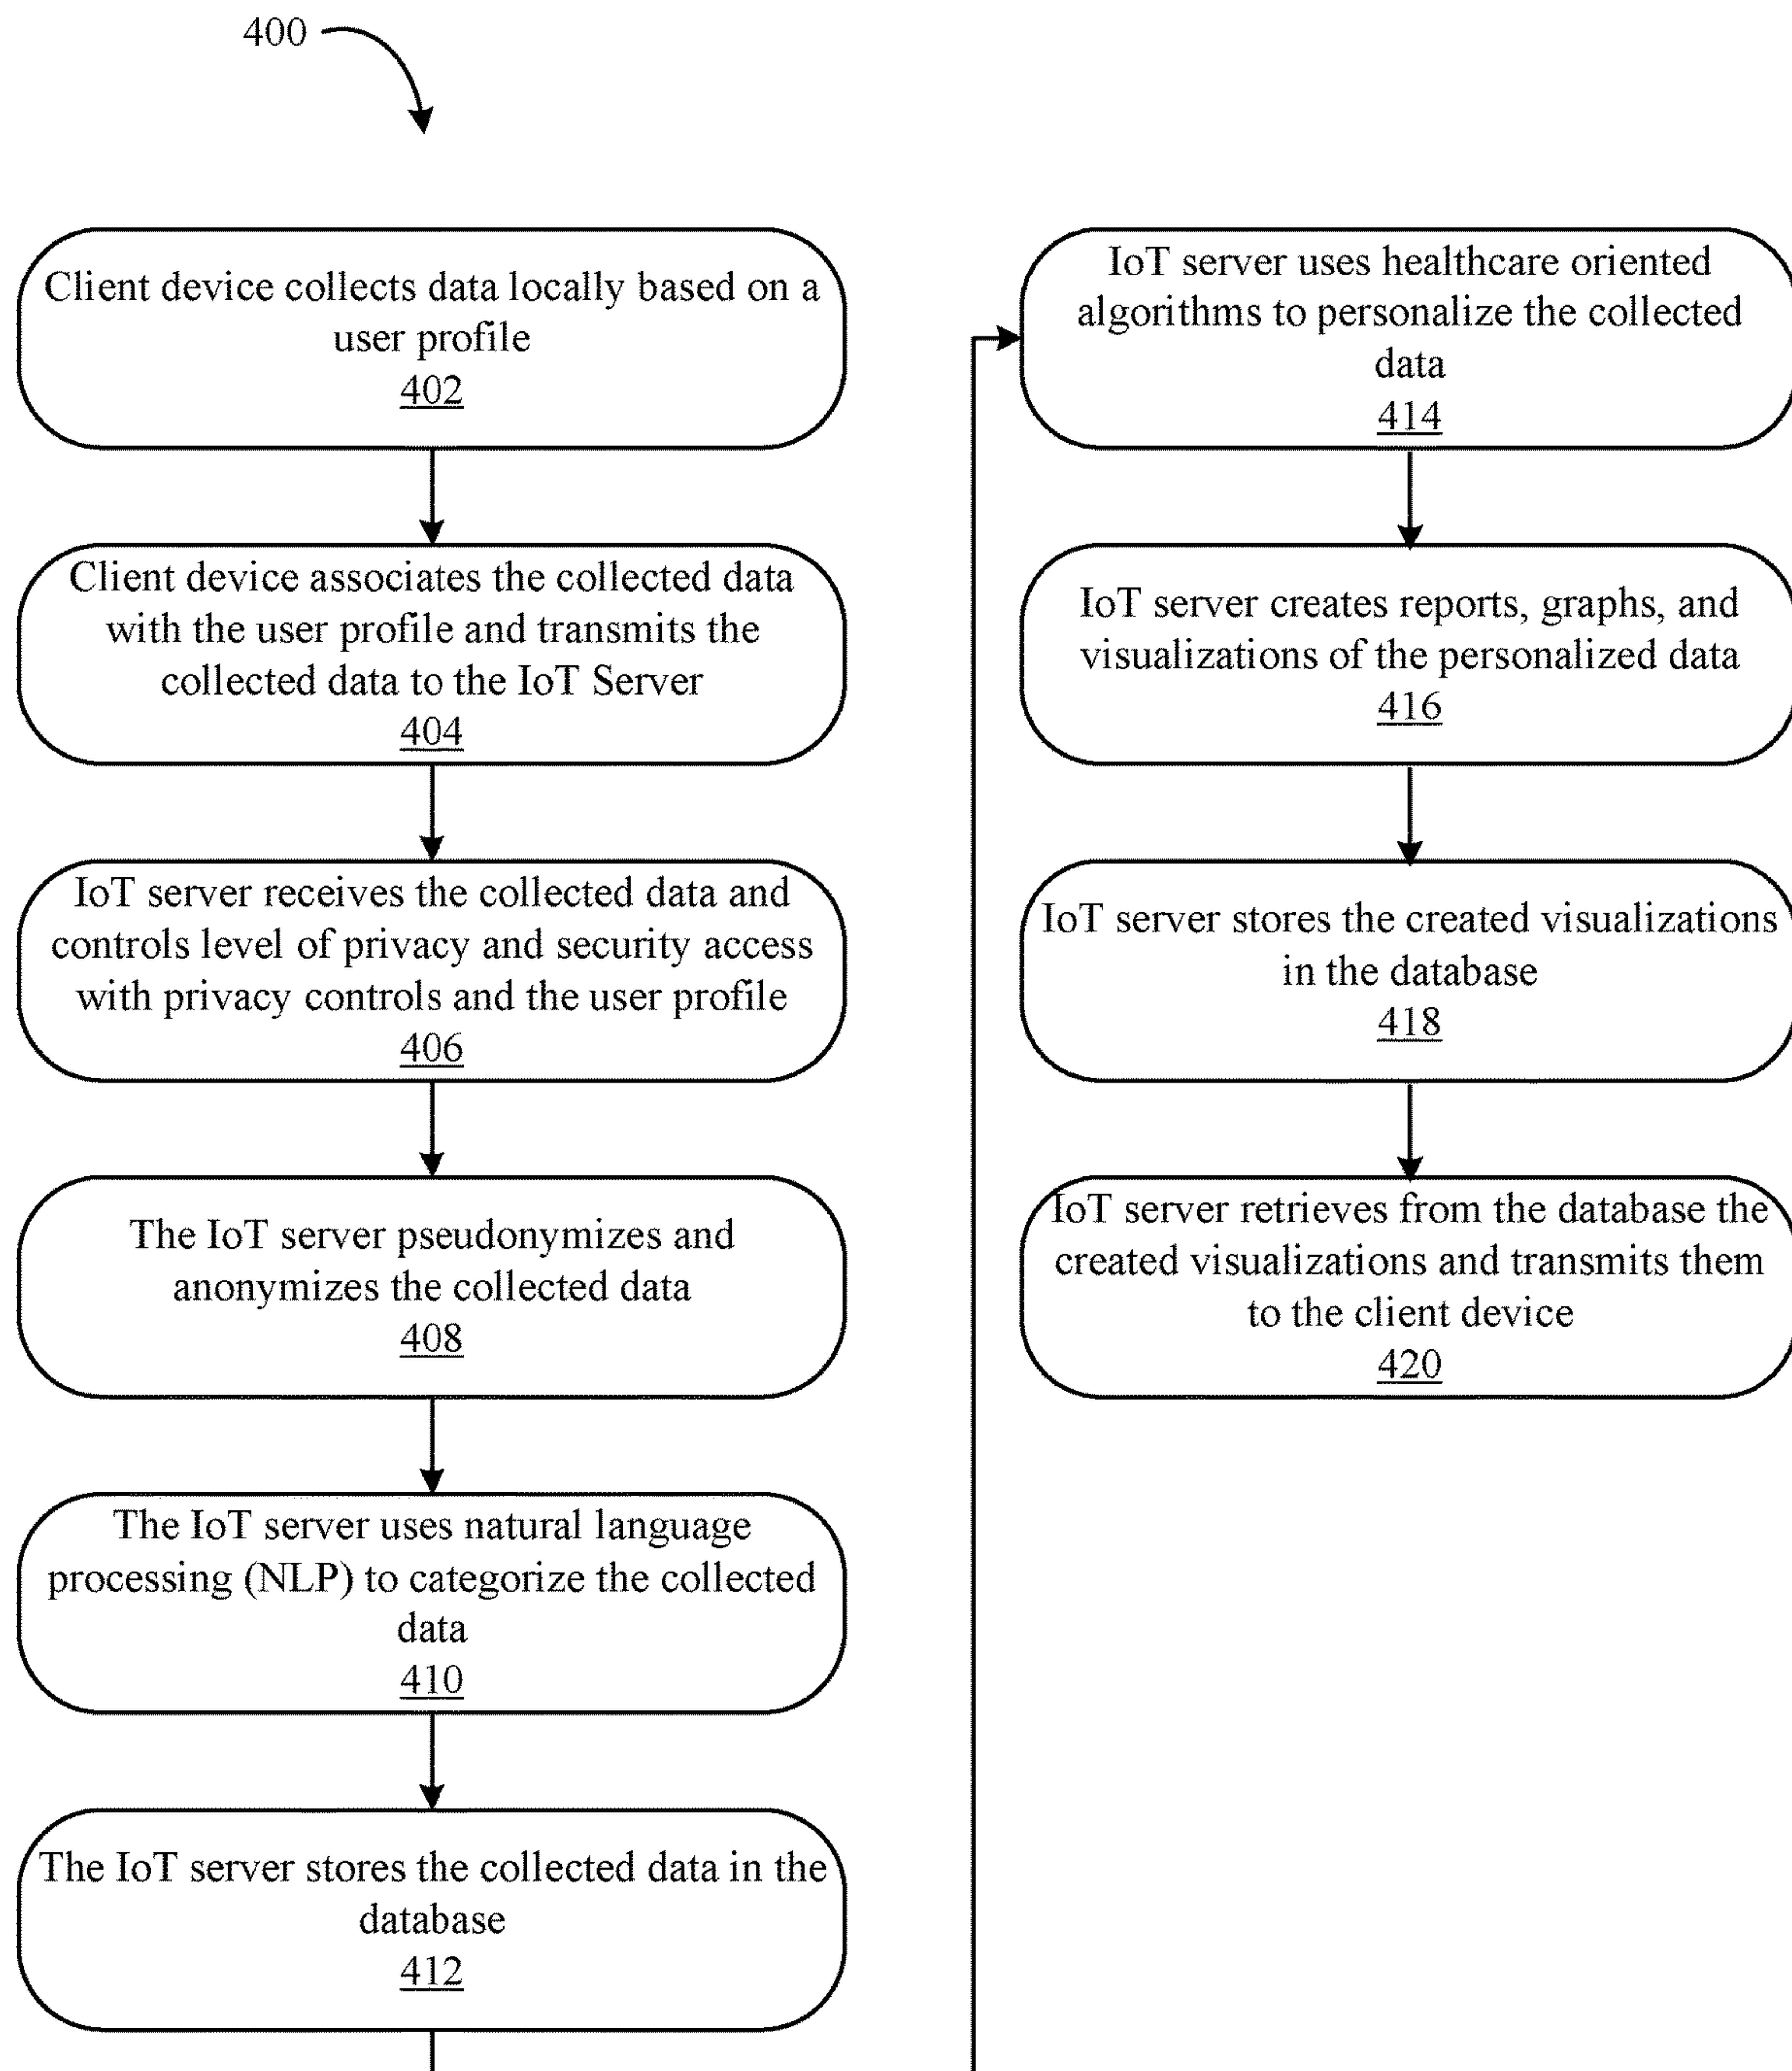 400
Client device collects data locally based on a
user profile
402
Client device associates the collected data
with the user profile and transmits the
collected data to the IoT Server
404
IoT server receives the collected data and
controls level of privacy and security access
with privacy controls and the user profile
406
The IoT server pseudonymizes and
anonymizes the collected data
408
The IoT server uses natural language
processing (NLP) to categorize the collected
data
410
The IoT server stores the collected data in the
database
412
IoT server uses healthcare oriented
algorithms to personalize the collected
data
414
IoT server creates reports, graphs, and
visualizations of the personalized data
416
IoT server stores the created visualizations
in the database
418
IoT server retrieves from the database the
created visualizations and transmits them
to the client device
420